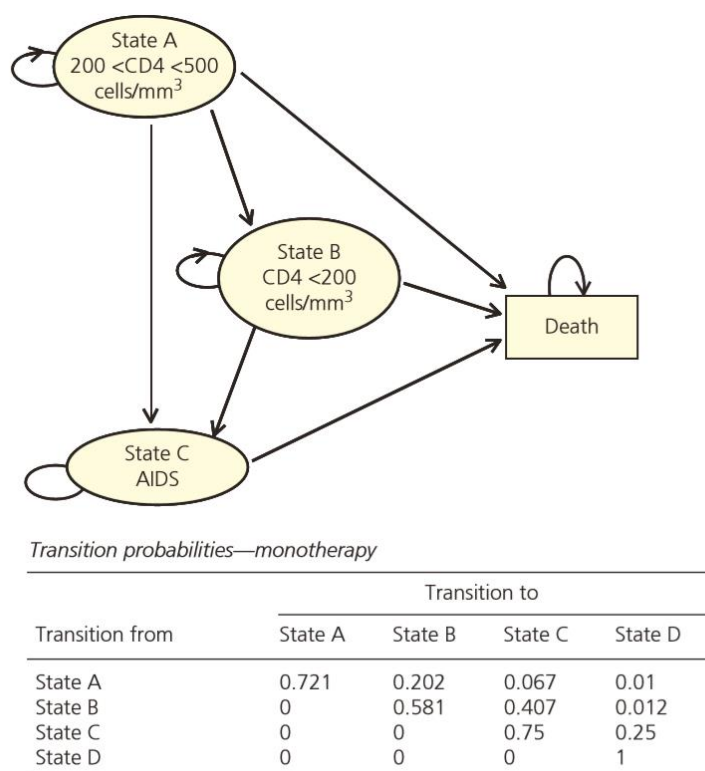 State A
200 <CD4 <500
cells/mm³
State B
CD4 <200
cells/mm³
Death
State C
AIDS
Transition probabilities—monotherapy
Transition to
Transition from State A State B State C State D
State A 0.721 0.202 0.067 0.01
State B 0 0.581 0.407 0.012
State C 0 0 0.75 0.25
State D 0 0 0 1